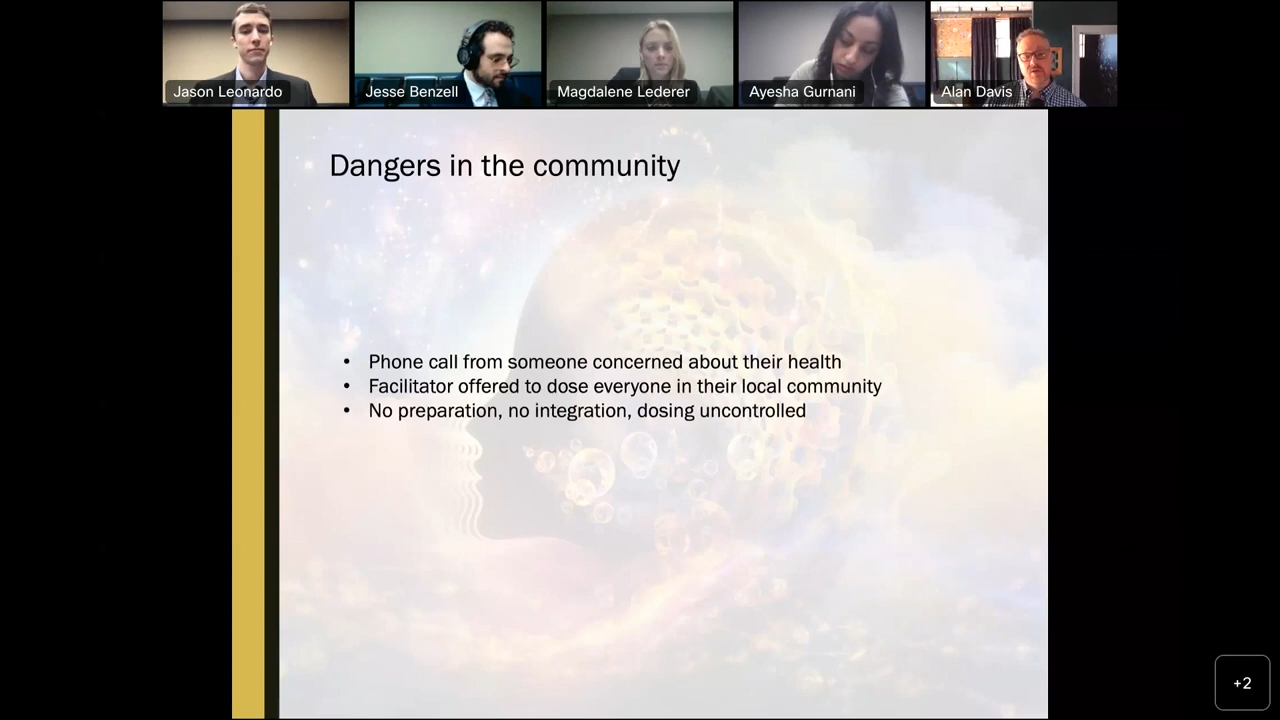 Jason Leonardo
Jesse Benzell
Magdalene Lederer
Ayesha Gurnani
Alan Davis
Dangers in the community
• Phone call from someone concerned about their health
• Facilitator offered to dose everyone in their local community
• No preparation, no integration, dosing uncontrolled
+2